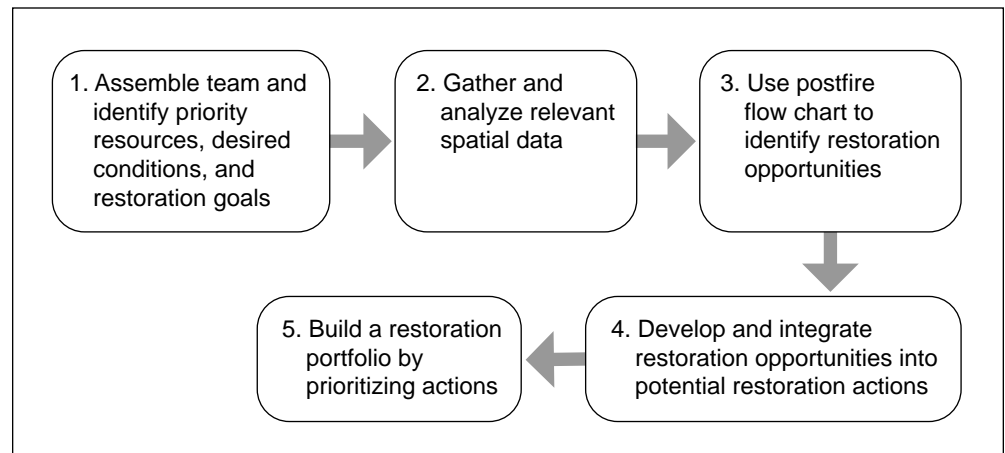 1. Assemble team and
identify priority
resources, desired
conditions, and
restoration goals
2. Gather and
analyze relevant
spatial data
3. Use postfire
flow chart to
identify restoration
opportunities
4. Develop and integrate
restoration opportunities into
potential restoration actions
5. Build a restoration
portfolio by
prioritizing actions